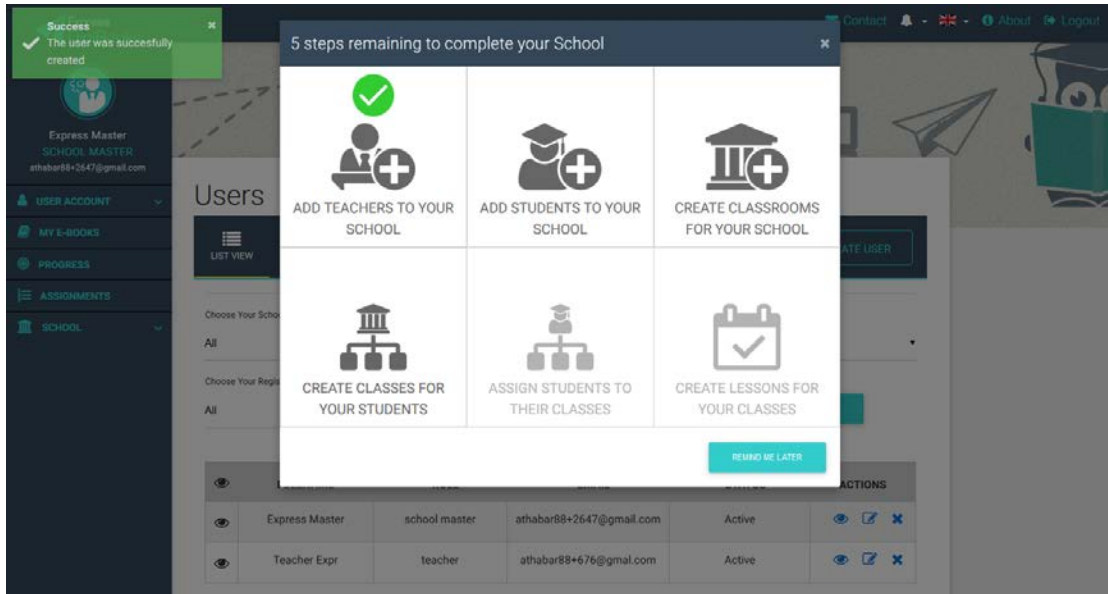 Success
The user was succesfully
created
Contact
About
Logout
5 steps remaining to complete your School
Express Master
SCHOOL MASTER
athabar88+2647@gmail.com
USER ACCOUNT
MY E-BOOKS
PROGRESS
ASSIGNMENTS
SCHOOL
Users
LIST VIEW
ADD TEACHERS TO YOUR
SCHOOL
ADD STUDENTS TO YOUR
SCHOOL
CREATE CLASSROOMS
FOR YOUR SCHOOL
CREATE CLASSES FOR
YOUR STUDENTS
ASSIGN STUDENTS TO
THEIR CLASSES
CREATE LESSONS FOR
YOUR CLASSES
REMIND ME LATER
USER
Choose Your
All
Choose Your
All
ACTIONS
Express Master school master athabar88+2647@gmail.com Active
Teacher Expr teacher athabar88+676@gmal.com Active